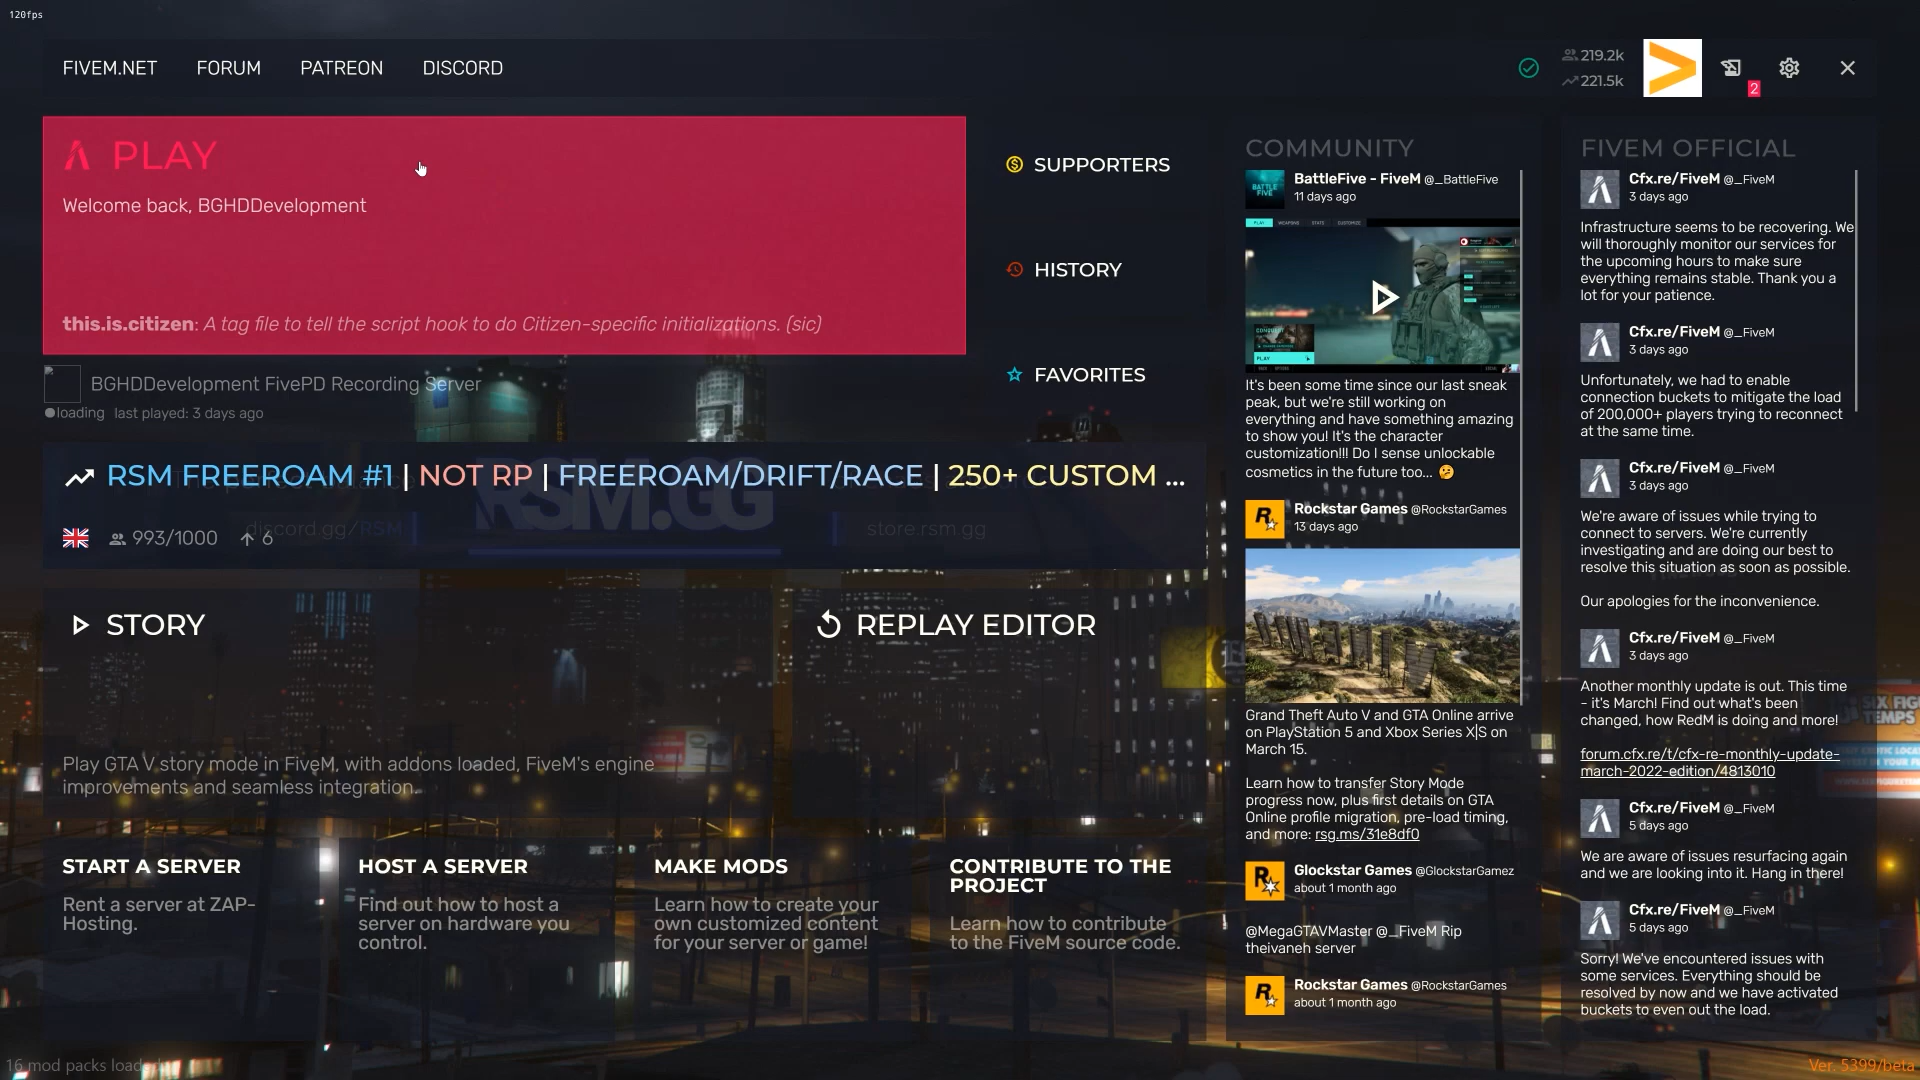 120fps
FIVEM.NET FORUM PATREON DISCORD
219.2k
221.5k
2
PLAY
Welcome back, BGHDDevelopment
this.is.citizen: A tag file to tell the script hook to do Citizen-specific initializations. (sic)
BGHDDevelopment FivePD Recording Server
loading last played: 3 days ago
SUPPORTERS
HISTORY
FAVORITES
RSM FREEROAM #1 | NOT RP | FREEROAM/DRIFT/RACE | 250+ CUSTOM ...
RSM.GG
discord.gg/RSM
store.rsm.gg
993/1000 6
STORY
Play GTA V story mode in FiveM, with addons loaded, FiveM's engine
improvements and seamless integration.
REPLAY EDITOR
START A SERVER
Rent a server at ZAP-
Hosting.
HOST A SERVER
Find out how to host a
server on hardware you
control.
MAKE MODS
Learn how to create your
own customized content
for your server or game!
CONTRIBUTE TO THE
PROJECT
Learn how to contribute
to the FiveM source code.
COMMUNITY
BattleFive - FiveM @_BattleFive
11 days ago
It's been some time since our last sneak
peak, but we're still working on
everything and have something amazing
to show you! It's the character
customization!!! Do I sense unlockable
cosmetics in the future too... 🤔
Rockstar Games @RockstarGames
13 days ago
Grand Theft Auto V and GTA Online arrive
on PlayStation 5 and Xbox Series X|S on
March 15.
Learn how to transfer Story Mode
progress now, plus first details on GTA
Online profile migration, pre-load timing,
and more: rsg.ms/31e8df0
Glockstar Games @GlockstarGamez
about 1 month ago
@MegaGTAVMaster @_FiveM Rip
theivaneh server
Rockstar Games @RockstarGames
about 1 month ago
FIVEM OFFICIAL
Cfx.re/FiveM @_FiveM
3 days ago
Infrastructure seems to be recovering. We
will thoroughly monitor our services for
the upcoming hours to make sure
everything remains stable. Thank you a
lot for your patience.
Cfx.re/FiveM @_FiveM
3 days ago
Unfortunately, we had to enable
connection buckets to mitigate the load
of 200,000+ players trying to reconnect
at the same time.
Cfx.re/FiveM @_FiveM
3 days ago
We're aware of issues while trying to
connect to servers. We're currently
investigating and are doing our best to
resolve this situation as soon as possible.
Our apologies for the inconvenience.
Cfx.re/FiveM @_FiveM
3 days ago
Another monthly update is out. This time
- it's March! Find out what's been
changed, how RedM is doing and more!
forum.cfx.re/t/cfx-re-monthly-update-
march-2022-edition/4813010
Cfx.re/FiveM @_FiveM
5 days ago
We are aware of issues resurfacing again
and we are looking into it. Hang in there!
Cfx.re/FiveM @_FiveM
5 days ago
Sorry! We've encountered issues with
some services. Everything should be
resolved by now and we have activated
buckets to even out the load.
16 mod packs loaded
Ver. 5399/beta